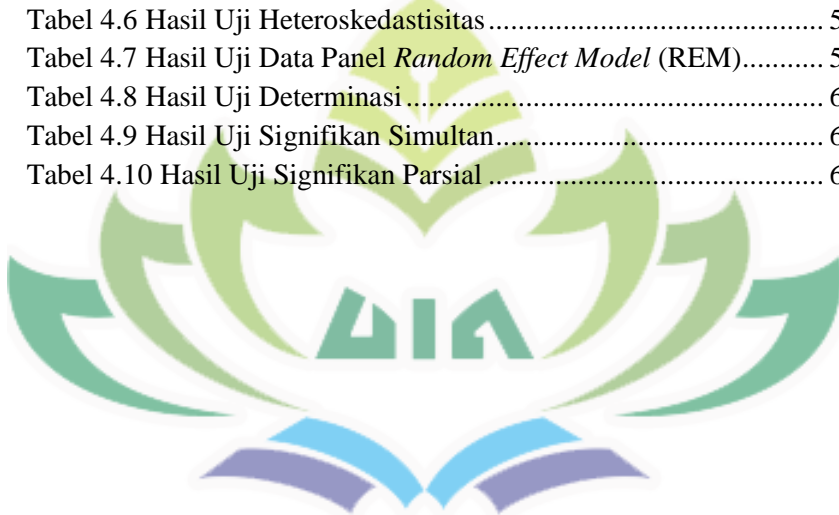 Tabel 4.6 Hasil Uji Heteroskedastisitas ................................................ 5
Tabel 4.7 Hasil Uji Data Panel Random Effect Model (REM)........... 5
Tabel 4.8 Hasil Uji Determinasi............................................................ 6
Tabel 4.9 Hasil Uji Signifikan Simultan............................................... 6
Tabel 4.10 Hasil Uji Signifikan Parsial ................................................ 6